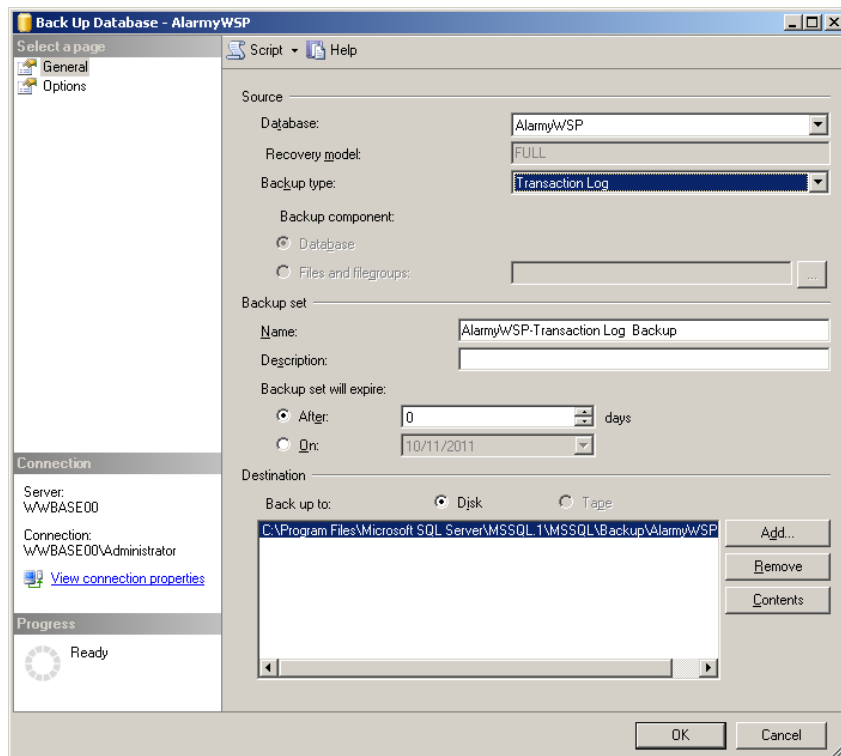 Back Up Database - AlarmyWSP
Select a page
General
Options
Script
Help
Source
Database:
AlarmyWSP
Recovery model:
FULL
Backup type:
Transaction Log
Backup component:
Database
Files and filegroups:
...
Backup set
Name:
AlarmyWSP-Transaction Log Backup
Description:
Backup set will expire:
After:
0
days
On:
10/11/2011
Destination
Back up to:
Disk
Tape
C:\Program Files\Microsoft SQL Server\MSSQL.1\MSSQL\Backup\AlarmyWSP
Add...
Remove
Contents
Connection
Server:
WWBASE00
Connection:
WWBASE00\Administrator
View connection properties
Progress
Ready
OK
Cancel